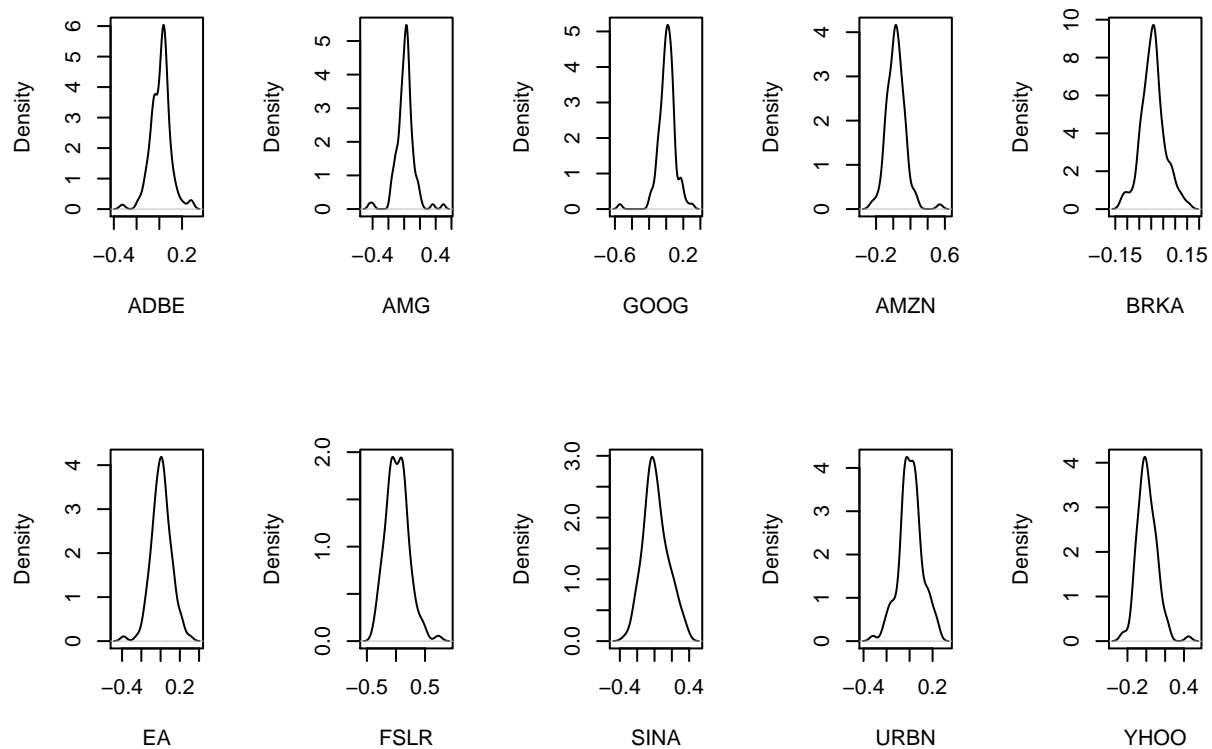 Density
0 1 2 3 4 5 6
−0.4 0.2
ADBE
Density
0 1 2 3 4 5
−0.4 0.4
AMG
Density
0 1 2 3 4 5
−0.6 0.2
GOOG
Density
0 1 2 3 4
−0.2 0.6
AMZN
Density
0 2 4 6 8 10
−0.15 0.15
BRKA
Density
0 1 2 3 4
−0.4 0.2
EA
Density
0.0 1.0 2.0
−0.5 0.5
FSLR
Density
0.0 1.0 2.0 3.0
−0.4 0.4
SINA
Density
0 1 2 3 4
−0.4 0.2
URBN
Density
0 1 2 3 4
−0.2 0.4
YHOO